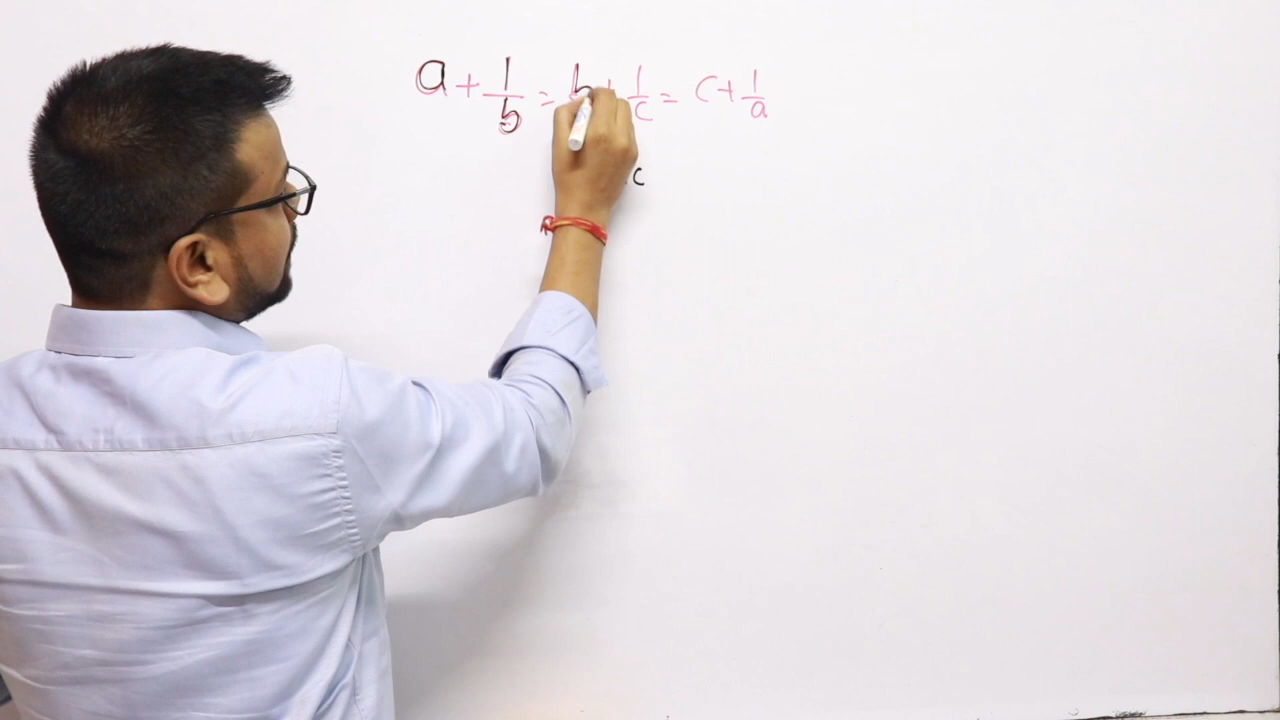 a + 1/b = b + 1/c = c + 1/a
c